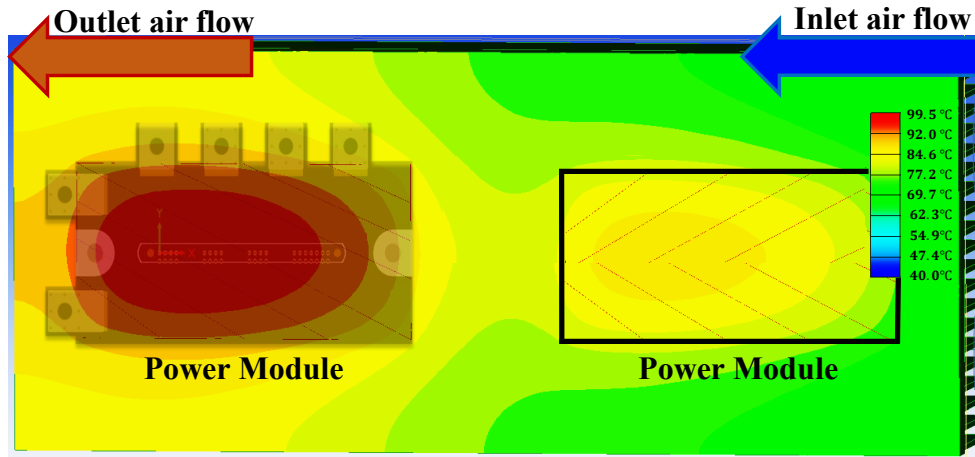 Outlet air flow
Inlet air flow
99.5 ℃
92.0 ℃
84.6 ℃
77.2 ℃
69.7 ℃
62.3 ℃
54.9 ℃
47.4 ℃
40.0 ℃
Y
X
Power Module
Power Module